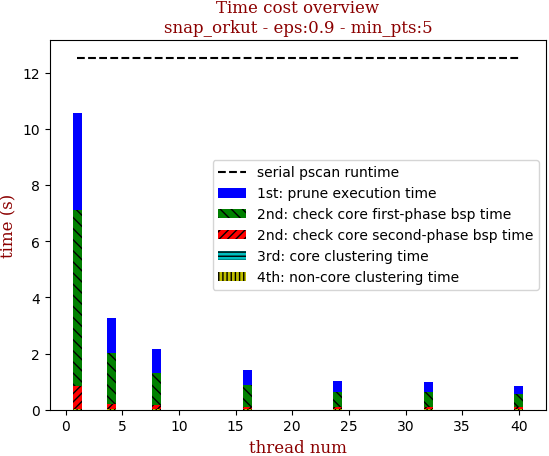 Time cost overview
snap_orkut - eps:0.9 - min_pts:5
12
10
8
6
4
2
0
time (s)
serial pscan runtime
1st: prune execution time
2nd: check core first-phase bsp time
2nd: check core second-phase bsp time
3rd: core clustering time
4th: non-core clustering time
0 5 10 15 20 25 30 35 40
thread num